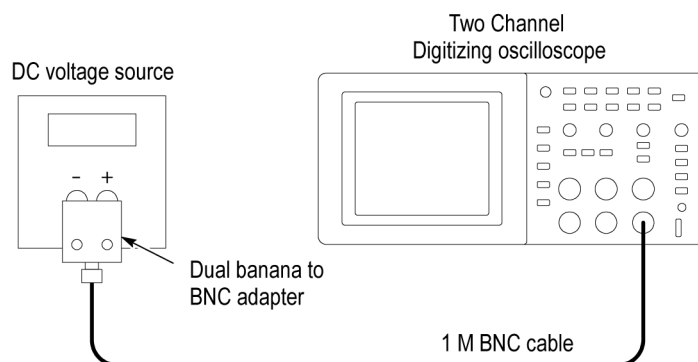 Two Channel
Digitizing oscilloscope
DC voltage source
- +
Dual banana to
BNC adapter
1 M BNC cable